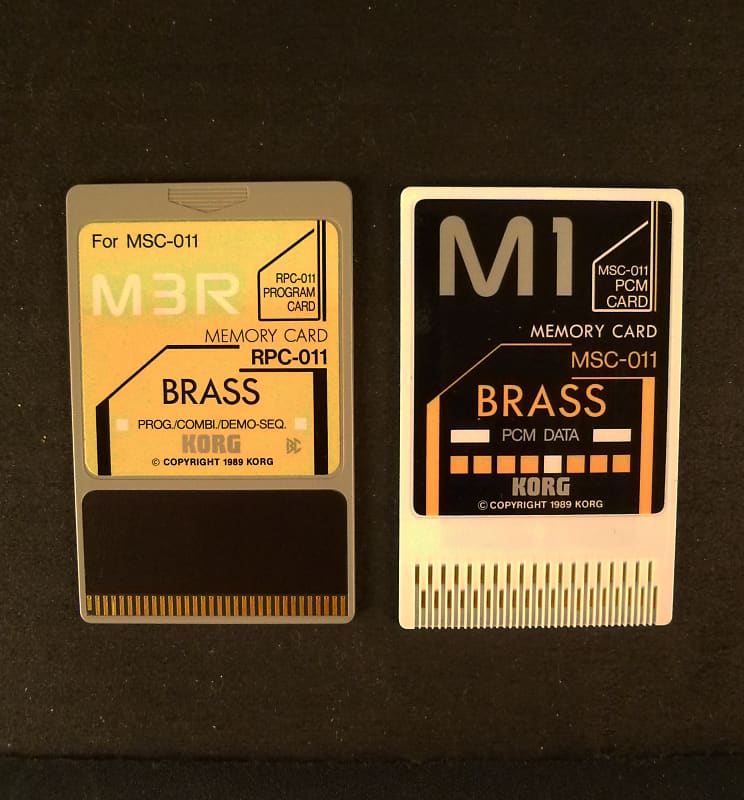 For MSC-011
M3R
RPC-011
PROGRAM
CARD
MEMORY CARD
RPC-011
BRASS
PROG./COMBI./DEMO-SEQ.
KORG
© COPYRIGHT 1989 KORG
M1
MSC-011
PCM
CARD
MEMORY CARD
MSC-011
BRASS
PCM DATA
KORG
© COPYRIGHT 1989 KORG